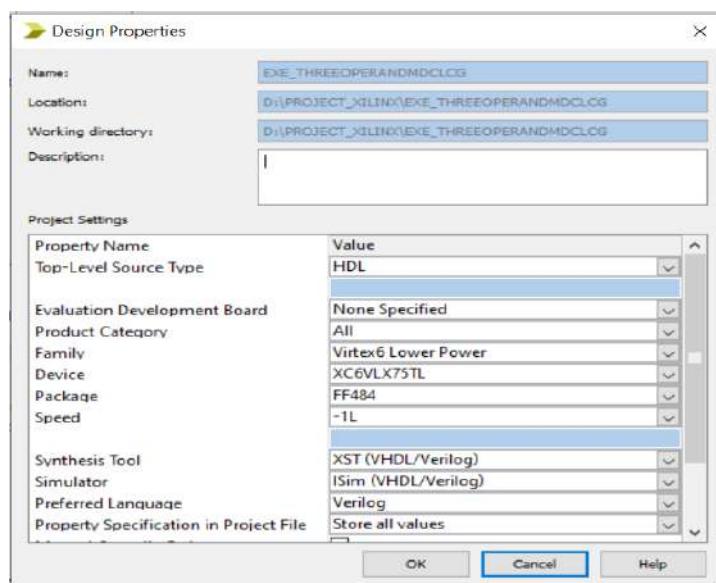 Design Properties
Name: EXE_THREEOPERANDMDCLCG
Location: D:\PROJECT_XILINX\EXE_THREEOPERANDMDCLCG
Working directory: D:\PROJECT_XILINX\EXE_THREEOPERANDMDCLCG
Description:
Project Settings
Property Name Value
Top-Level Source Type HDL
Evaluation Development Board None Specified
Product Category All
Family Virtex6 Lower Power
Device XC6VLX75TL
Package FF484
Speed -1L
Synthesis Tool XST (VHDL/Verilog)
Simulator ISim (VHDL/Verilog)
Preferred Language Verilog
Property Specification in Project File Store all values
OK Cancel Help